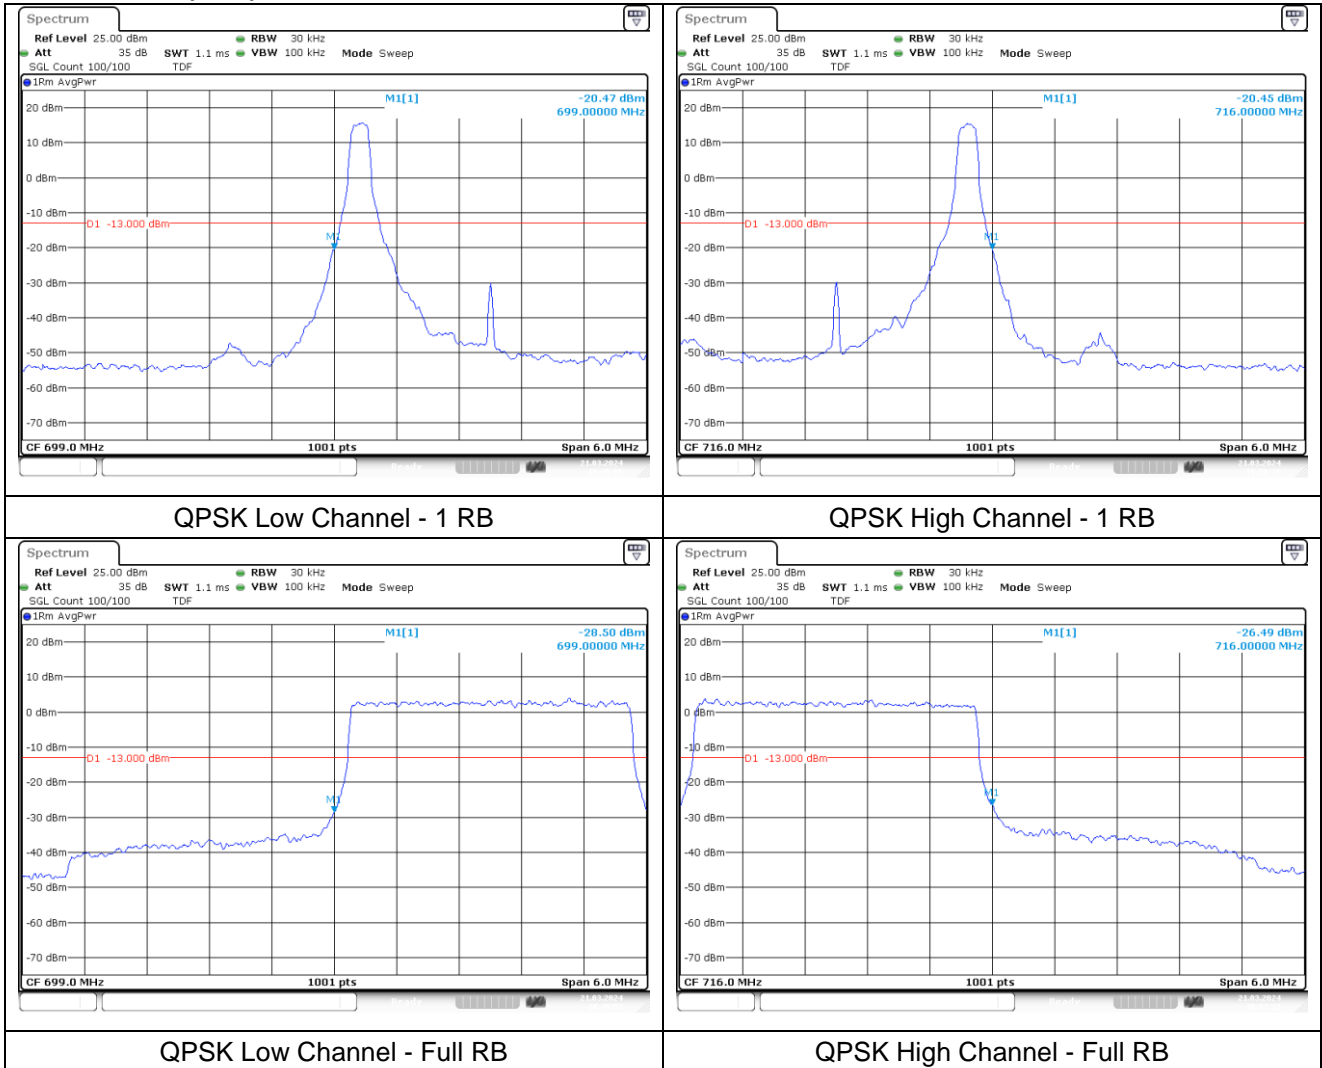 Spectrum
Ref Level 25.00 dBm RBW 30 kHz
Att 35 dB SWT 1.1 ms VBW 100 kHz Mode Sweep
SGL Count 100/100 TDF
1Rm AvgPwr
M1[1] -20.47 dBm
699.00000 MHz
20 dBm
10 dBm
0 dBm
-10 dBm
D1 -13.000 dBm
M1
-20 dBm
-30 dBm
-40 dBm
-50 dBm
-60 dBm
-70 dBm
CF 699.0 MHz 1001 pts Span 6.0 MHz
21.03.2024
Spectrum
Ref Level 25.00 dBm RBW 30 kHz
Att 35 dB SWT 1.1 ms VBW 100 kHz Mode Sweep
SGL Count 100/100 TDF
1Rm AvgPwr
M1[1] -20.45 dBm
716.00000 MHz
20 dBm
10 dBm
0 dBm
-10 dBm
D1 -13.000 dBm
M1
-20 dBm
-30 dBm
-40 dBm
-50 dBm
-60 dBm
-70 dBm
CF 716.0 MHz 1001 pts Span 6.0 MHz
21.03.2024
QPSK Low Channel - 1 RB
QPSK High Channel - 1 RB
Spectrum
Ref Level 25.00 dBm RBW 30 kHz
Att 35 dB SWT 1.1 ms VBW 100 kHz Mode Sweep
SGL Count 100/100 TDF
1Rm AvgPwr
M1[1] -28.50 dBm
699.00000 MHz
20 dBm
10 dBm
0 dBm
-10 dBm
D1 -13.000 dBm
-20 dBm
M1
-30 dBm
-40 dBm
-50 dBm
-60 dBm
-70 dBm
CF 699.0 MHz 1001 pts Span 6.0 MHz
21.03.2024
Spectrum
Ref Level 25.00 dBm RBW 30 kHz
Att 35 dB SWT 1.1 ms VBW 100 kHz Mode Sweep
SGL Count 100/100 TDF
1Rm AvgPwr
M1[1] -26.49 dBm
716.00000 MHz
20 dBm
10 dBm
0 dBm
-10 dBm
D1 -13.000 dBm
-20 dBm
M1
-30 dBm
-40 dBm
-50 dBm
-60 dBm
-70 dBm
CF 716.0 MHz 1001 pts Span 6.0 MHz
21.03.2024
QPSK Low Channel - Full RB
QPSK High Channel - Full RB